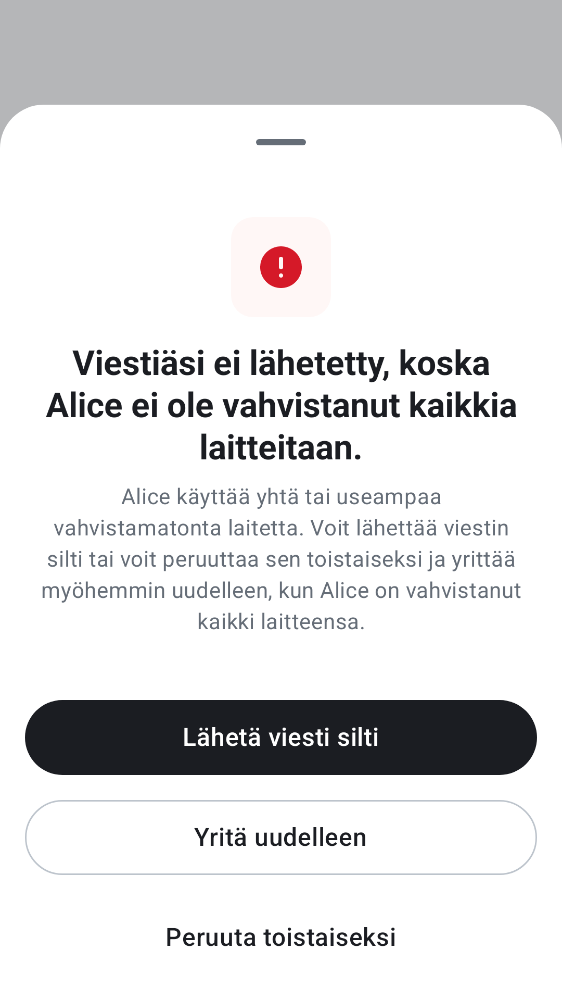 Viestiäsi ei lähetetty, koska
Alice ei ole vahvistanut kaikkia
laitteitaan.
Alice käyttää yhtä tai useampaa
vahvistamatonta laitetta. Voit lähettää viestin
silti tai voit peruuttaa sen toistaiseksi ja yrittää
myöhemmin uudelleen, kun Alice on vahvistanut
kaikki laitteensa.
Lähetä viesti silti
Yritä uudelleen
Peruuta toistaiseksi